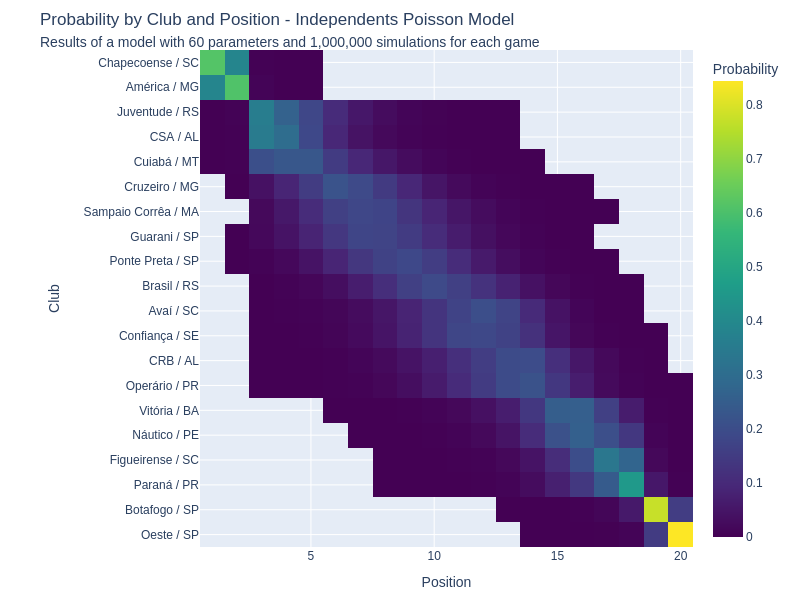 Probability by Club and Position - Independents Poisson Model
Results of a model with 60 parameters and 1,000,000 simulations for each game
Probability
Chapecoense / SC
América / MG
Juventude / RS
CSA / AL
Cuiabá / MT
Cruzeiro / MG
Sampaio Corrêa / MA
Guarani / SP
Ponte Preta / SP
Brasil / RS
Avaí / SC
Confiança / SE
CRB / AL
Operário / PR
Vitória / BA
Náutico / PE
Figueirense / SC
Paraná / PR
Botafogo / SP
Oeste / SP
Club
0.8
0.7
0.6
0.5
0.4
0.3
0.2
0.1
0
5 10 15 20
Position